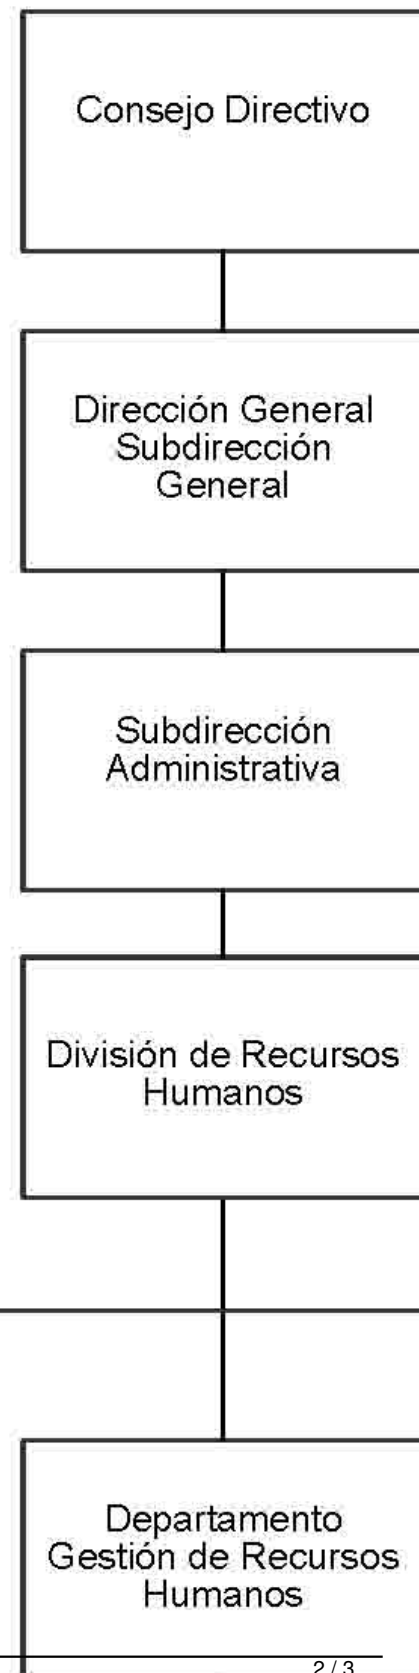 Consejo Directivo
Dirección General
Subdirección
General
Subdirección
Administrativa
División de Recursos
Humanos
Departamento
Gestión de Recursos
Humanos
2 / 3